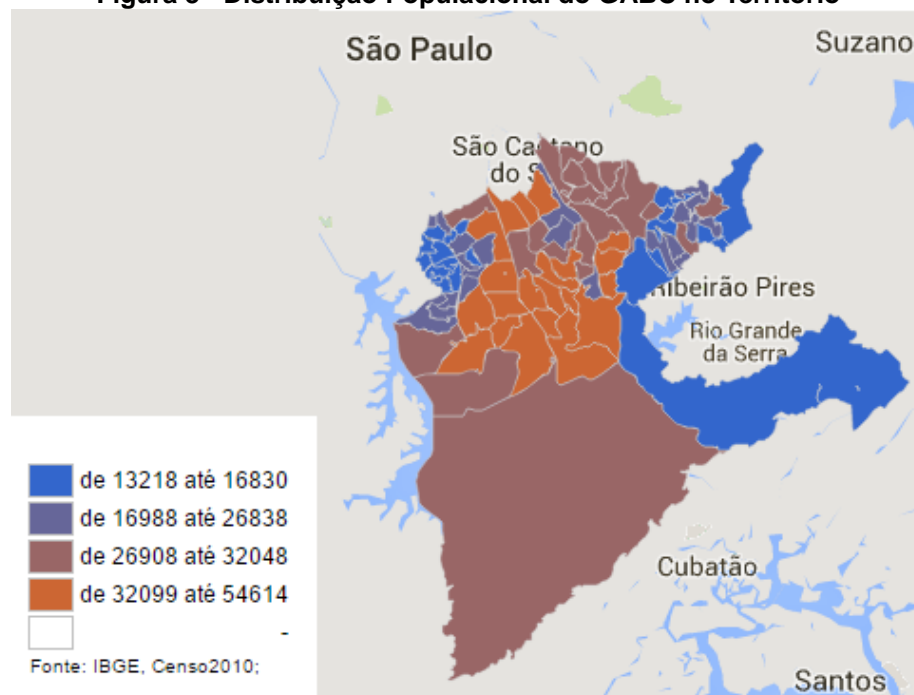 São Paulo
Suzano
São Caetano
do S
Ribeirão Pires
Rio Grande
da Serra
de 13218 até 16830
de 16988 até 26838
de 26908 até 32048
de 32099 até 54614
-
Fonte: IBGE, Censo2010;
Cubatão
Santos